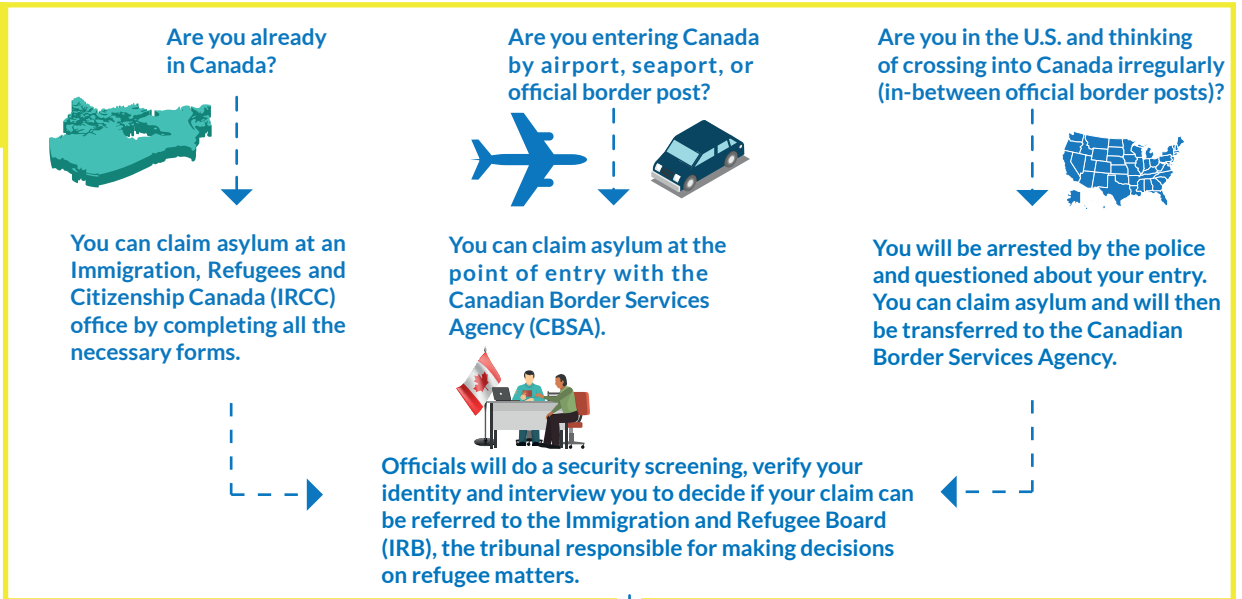 Are you already
in Canada?
You can claim asylum at an
Immigration, Refugees and
Citizenship Canada (IRCC)
office by completing all the
necessary forms.
Are you entering Canada
by airport, seaport, or
official border post?
You can claim asylum at the
point of entry with the
Canadian Border Services
Agency (CBSA).
Are you in the U.S. and thinking
of crossing into Canada irregularly
(in-between official border posts)?
You will be arrested by the police
and questioned about your entry.
You can claim asylum and will then
be transferred to the Canadian
Border Services Agency.
Officials will do a security screening, verify your
identity and interview you to decide if your claim can
be referred to the Immigration and Refugee Board
(IRB), the tribunal responsible for making decisions
on refugee matters.